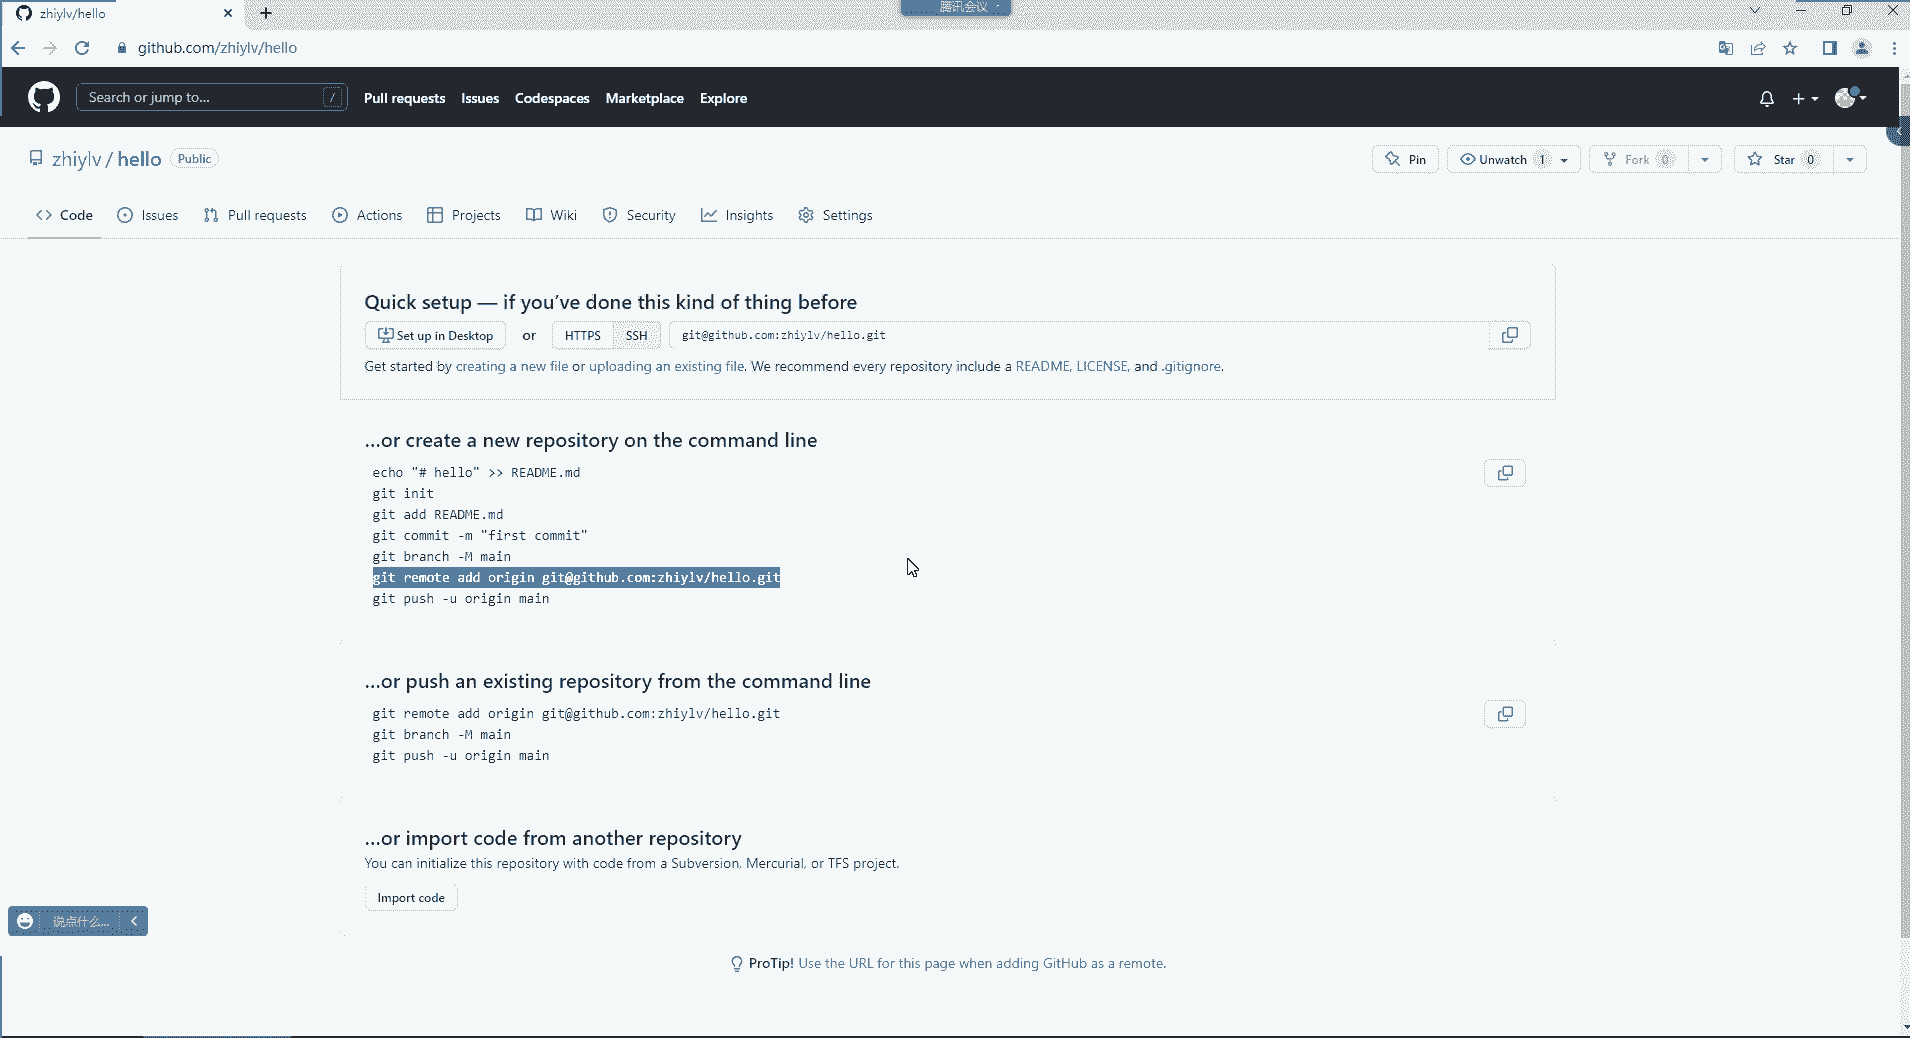 zhiylv/hello
腾讯会议
github.com/zhiylv/hello
Search or jump to... /
Pull requests Issues Codespaces Marketplace Explore
zhiylv / hello Public
Pin Unwatch 1 Fork 0 Star 0
Code Issues Pull requests Actions Projects Wiki Security Insights Settings
Quick setup — if you’ve done this kind of thing before
Set up in Desktop or HTTPS SSH git@github.com:zhiylv/hello.git
Get started by creating a new file or uploading an existing file. We recommend every repository include a README, LICENSE, and .gitignore.
…or create a new repository on the command line
echo "# hello" >> README.md
git init
git add README.md
git commit -m "first commit"
git branch -M main
git remote add origin git@github.com:zhiylv/hello.git
git push -u origin main
…or push an existing repository from the command line
git remote add origin git@github.com:zhiylv/hello.git
git branch -M main
git push -u origin main
…or import code from another repository
You can initialize this repository with code from a Subversion, Mercurial, or TFS project.
Import code
说点什么...
ProTip! Use the URL for this page when adding GitHub as a remote.